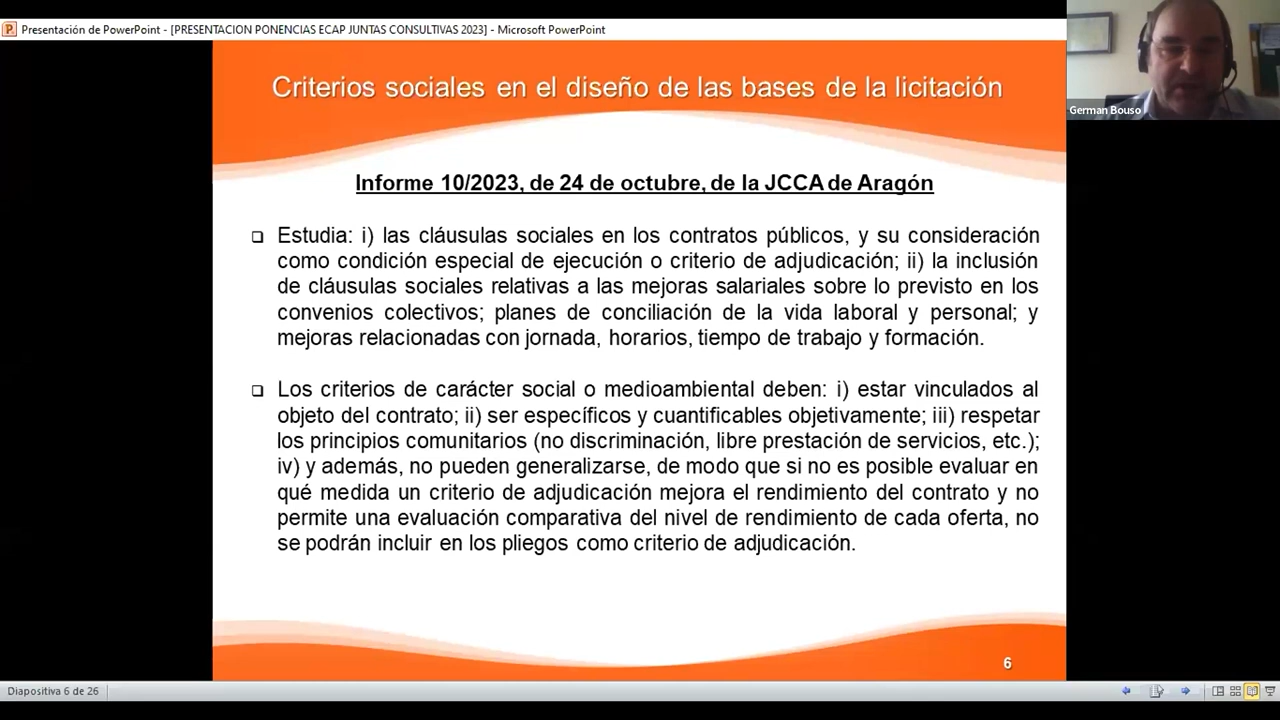 Presentación de PowerPoint - [PRESENTACION PONENCIAS ECAP JUNTAS CONSULTIVAS 2023] - Microsoft PowerPoint
German Bouso
Criterios sociales en el diseño de las bases de la licitación
Informe 10/2023, de 24 de octubre, de la JCCA de Aragón
Estudia: i) las cláusulas sociales en los contratos públicos, y su consideración
como condición especial de ejecución o criterio de adjudicación; ii) la inclusión
de cláusulas sociales relativas a las mejoras salariales sobre lo previsto en los
convenios colectivos; planes de conciliación de la vida laboral y personal; y
mejoras relacionadas con jornada, horarios, tiempo de trabajo y formación.
Los criterios de carácter social o medioambiental deben: i) estar vinculados al
objeto del contrato; ii) ser específicos y cuantificables objetivamente; iii) respetar
los principios comunitarios (no discriminación, libre prestación de servicios, etc.);
iv) y además, no pueden generalizarse, de modo que si no es posible evaluar en
qué medida un criterio de adjudicación mejora el rendimiento del contrato y no
permite una evaluación comparativa del nivel de rendimiento de cada oferta, no
se podrán incluir en los pliegos como criterio de adjudicación.
6
Diapositiva 6 de 26